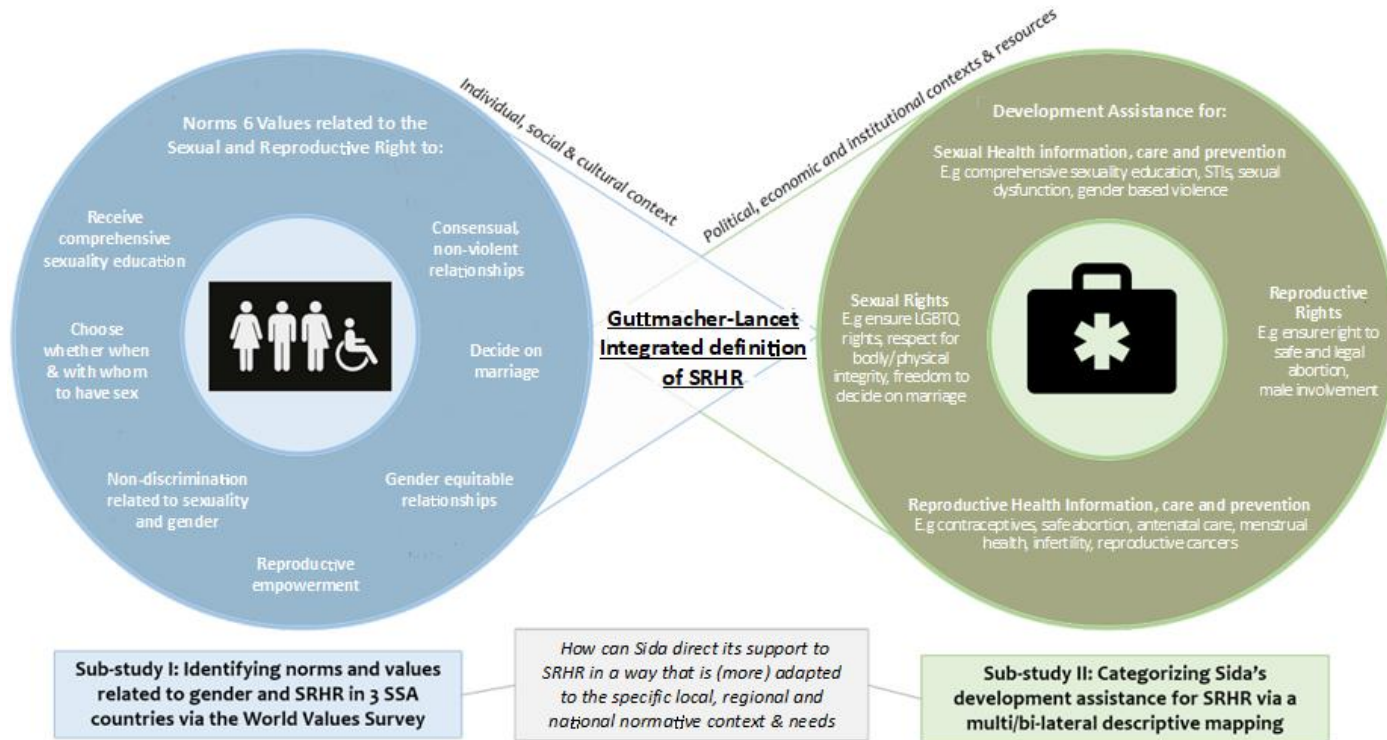 Norms 6 Values related to the
Sexual and Reproductive Right to:
Receive
comprehensive
sexuality education
Consensual,
non-violent
relationships
Choose
whether when
& with whom
to have sex
Decide on
marriage
Non-discrimination
related to sexuality
and gender
Gender equitable
relationships
Reproductive
empowerment
Individual, social & cultural context
Political, economic and institutional contexts & resources
Guttmacher-Lancet
Integrated definition
of SRHR
Development Assistance for:
Sexual Health information, care and prevention
E.g comprehensive sexuality education, STIs, sexual
dysfunction, gender based violence
Sexual Rights
E.g ensure LGBTQ
rights, respect for
bodly/physical
integrity, freedom to
decide on marriage
Reproductive
Rights
E.g ensure right to
safe and legal
abortion,
male involvement
Reproductive Health Information, care and prevention
E.g contraceptives, safe abortion, antenatal care, menstrual
health, infertility, reproductive cancers
Sub-study I: Identifying norms and values
related to gender and SRHR in 3 SSA
countries via the World Values Survey
How can Sida direct its support to
SRHR in a way that is (more) adapted
to the specific local, regional and
national normative context & needs
Sub-study II: Categorizing Sida's
development assistance for SRHR via a
multi/bi-lateral descriptive mapping